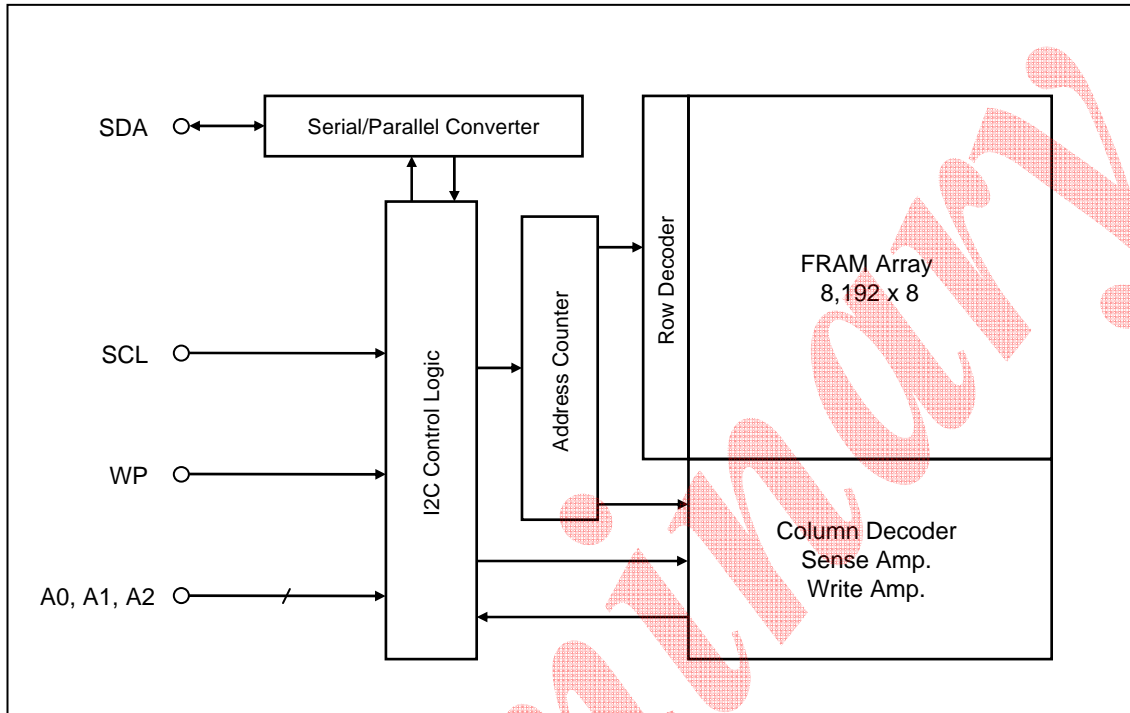 SDA
Serial/Parallel Converter
Row Decoder
FRAM Array
8,192 x 8
Address Counter
SCL
I2C Control Logic
WP
Column Decoder
Sense Amp.
Write Amp.
A0, A1, A2